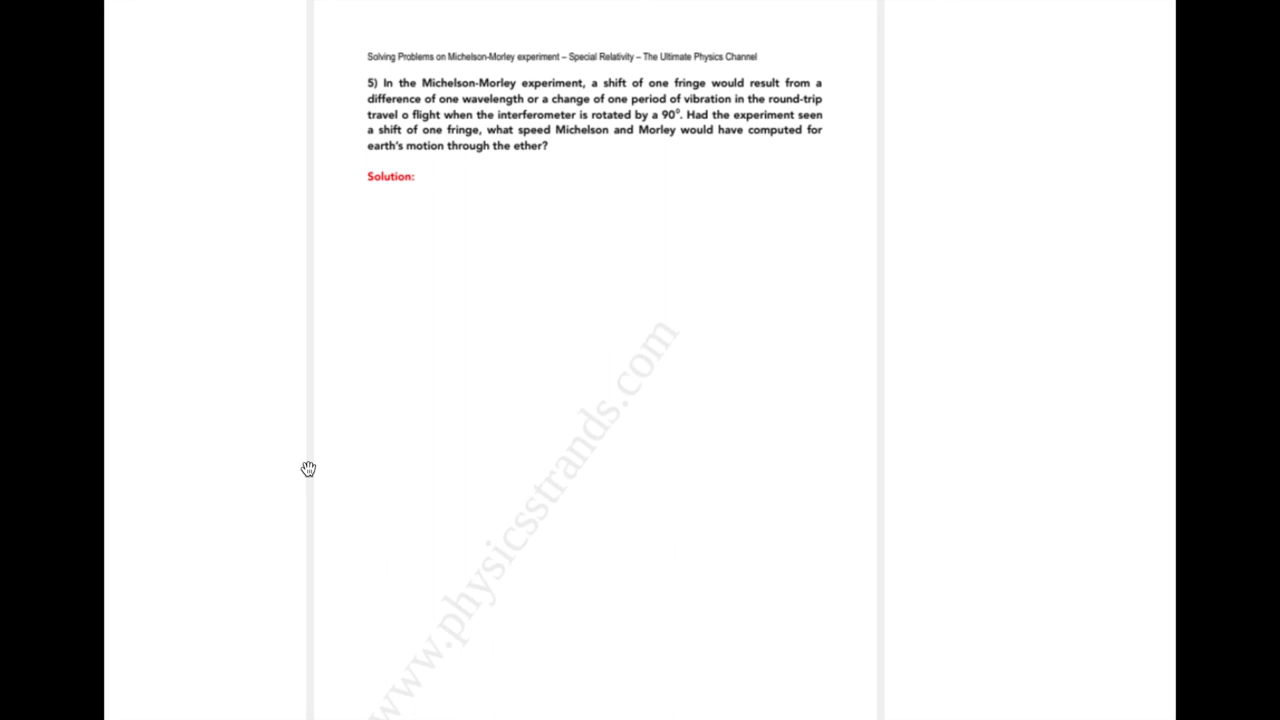 Solving Problems on Michelson-Morley experiment – Special Relativity – The Ultimate Physics Channel
5) In the Michelson-Morley experiment, a shift of one fringe would result from a
difference of one wavelength or a change of one period of vibration in the round-trip
travel o flight when the interferometer is rotated by a 90⁰. Had the experiment seen
a shift of one fringe, what speed Michelson and Morley would have computed for
earth's motion through the ether?
Solution:
www.physicsstrands.com